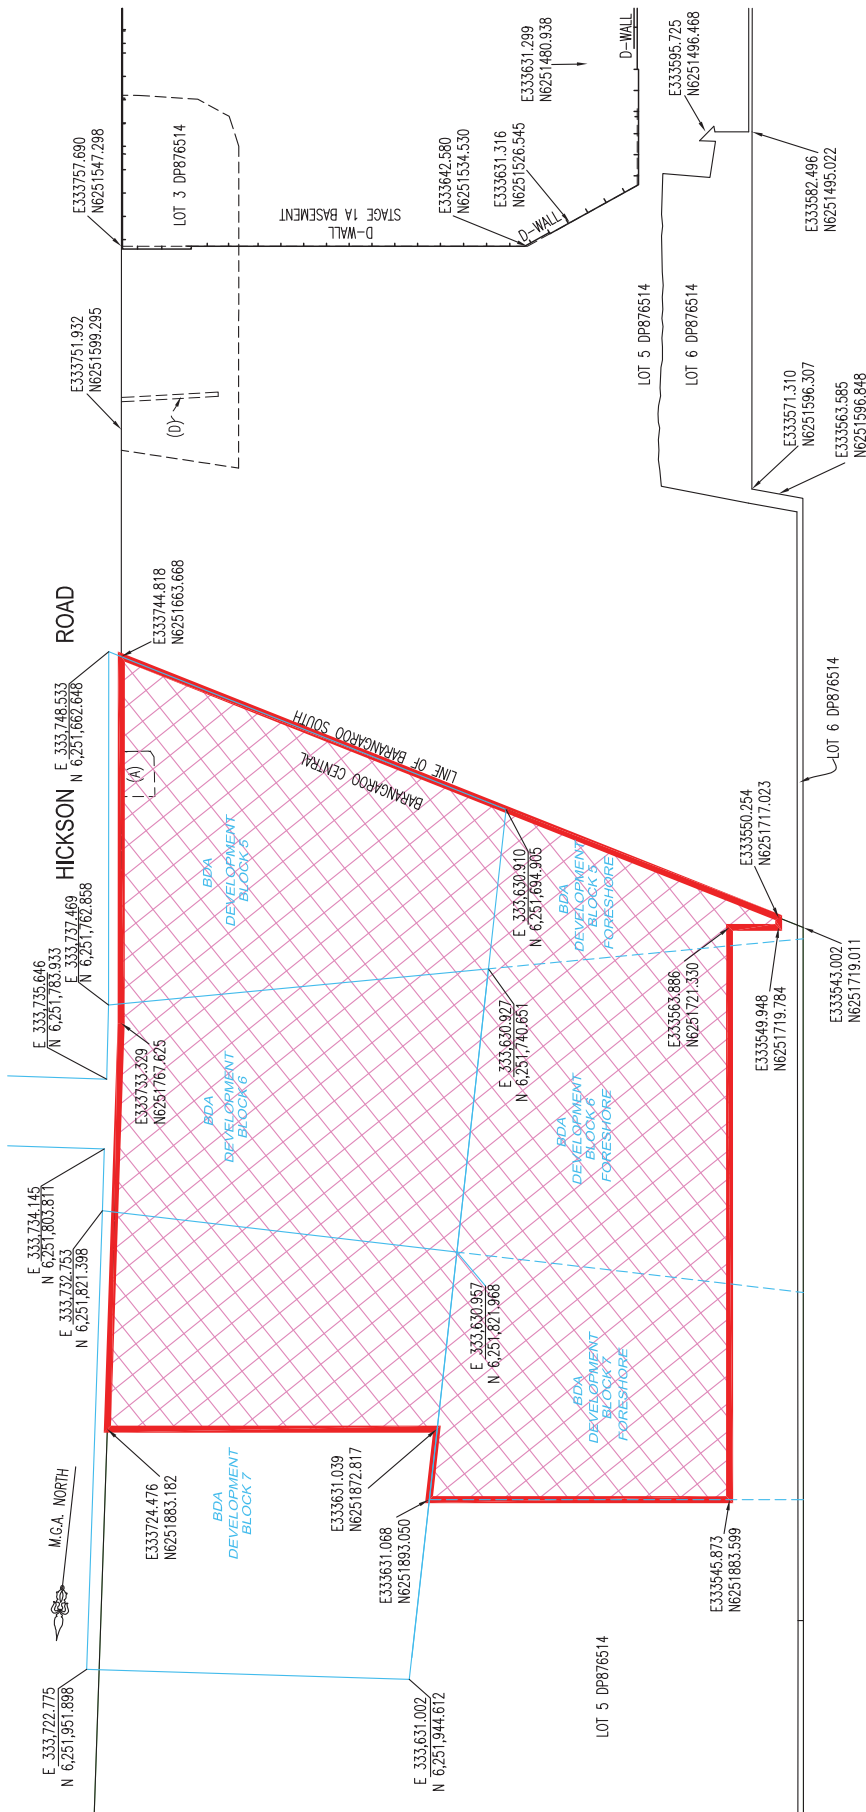 HICKSON ROAD
M.G.A. NORTH
E 333,722.775
N 6,251,951.898
E 333,631.002
N 6,251,944.612
LOT 5 DP876514
E333724.476
N6251883.182
BDA
DEVELOPMENT
BLOCK 7
E333631.039
N6251872.817
E333631.068
N6251893.050
E333545.873
N6251883.599
E 333,732.753
N 6,251,821.398
E 333,734.145
N 6,251,803.811
E 333,735.646
N 6,251,783.933
E 333,737.469
N 6,251,762.858
E333733.329
N6251767.625
BDA
DEVELOPMENT
BLOCK 6
E 333,630.957
N 6,251,821.968
BDA
DEVELOPMENT
BLOCK 7
FORESHORE
E 333,630.927
N 6,251,740.651
BDA
DEVELOPMENT
BLOCK 6
FORESHORE
E 333,748.533
N 6,251,662.648
(A)
BDA
DEVELOPMENT
BLOCK 5
BARANGAROO CENTRAL
LINE OF BARANGAROO SOUTH
E 333,630.910
N 6,251,694.905
BDA
DEVELOPMENT
BLOCK 5
FORESHORE
E333563.886
N6251721.330
E333549.948
N6251719.784
E333550.254
N6251717.023
E333543.002
N6251719.011
LOT 6 DP876514
E333744.818
N6251663.668
E333751.932
N6251599.295
(D)
E333757.690
N6251547.298
LOT 3 DP876514
D-WALL
STAGE 1A BASEMENT
E333642.580
N6251534.530
E333631.316
N6251526.545
D-WALL
E333631.299
N6251480.938
D-WALL
E333595.725
N6251496.468
LOT 5 DP876514
LOT 6 DP876514
E333582.496
N6251495.022
E333571.310
N6251596.307
E333563.585
N6251596.848